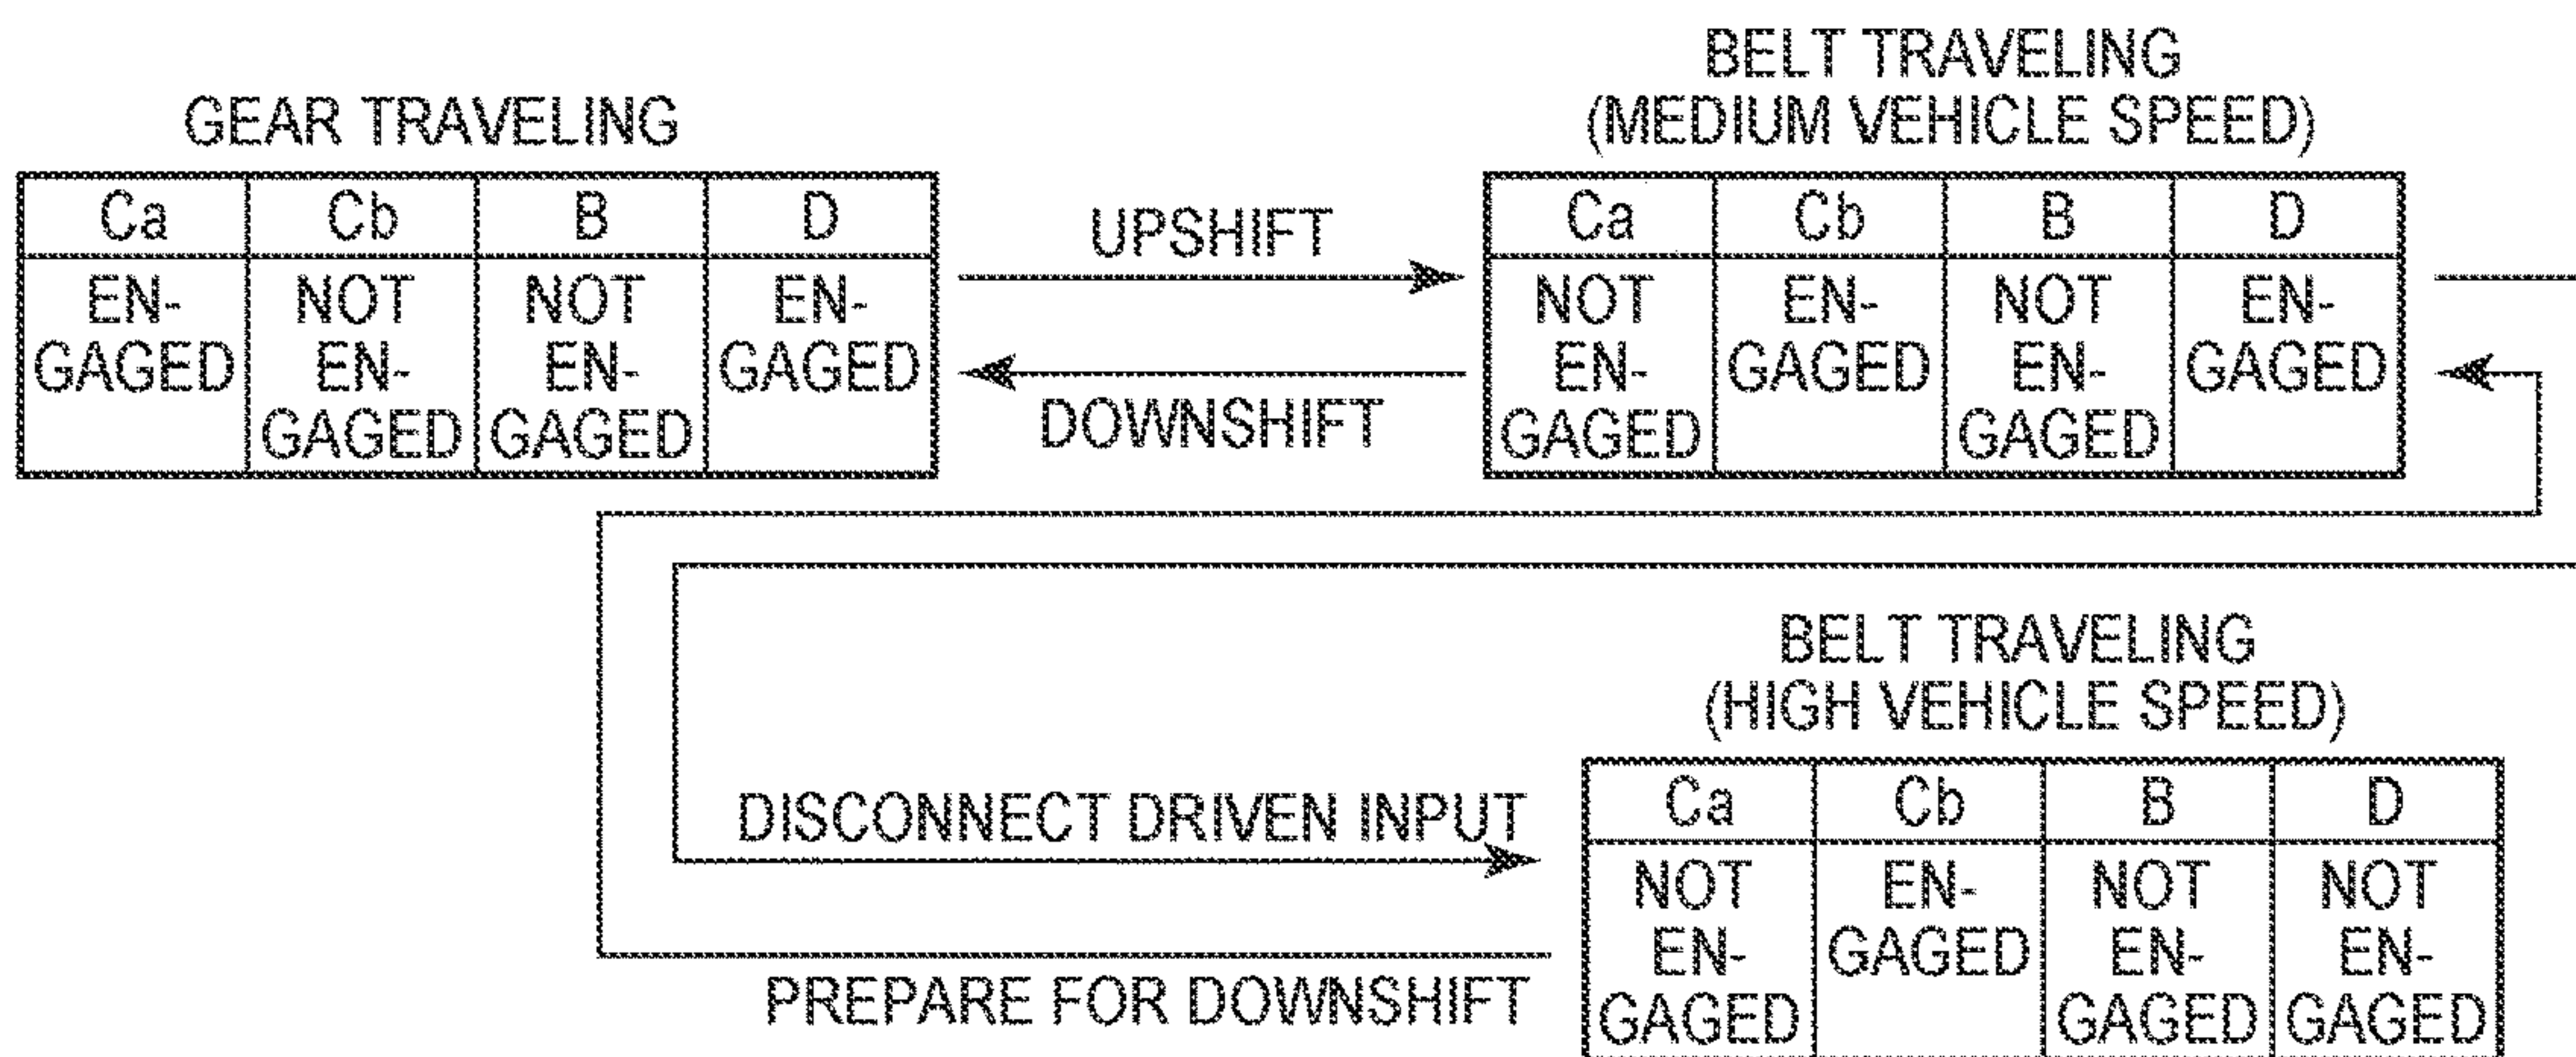 GEAR TRAVELING
Ca Cb B D
EN- NOT NOT EN-
GAGED EN- EN- GAGED
GAGED GAGED
UPSHIFT
DOWNSHIFT
BELT TRAVELING
(MEDIUM VEHICLE SPEED)
Ca Cb B D
NOT EN- NOT EN-
EN- GAGED EN- GAGED
GAGED GAGED
DISCONNECT DRIVEN INPUT
PREPARE FOR DOWNSHIFT
BELT TRAVELING
(HIGH VEHICLE SPEED)
Ca Cb B D
NOT EN- NOT NOT
EN- GAGED EN- EN-
GAGED GAGED GAGED